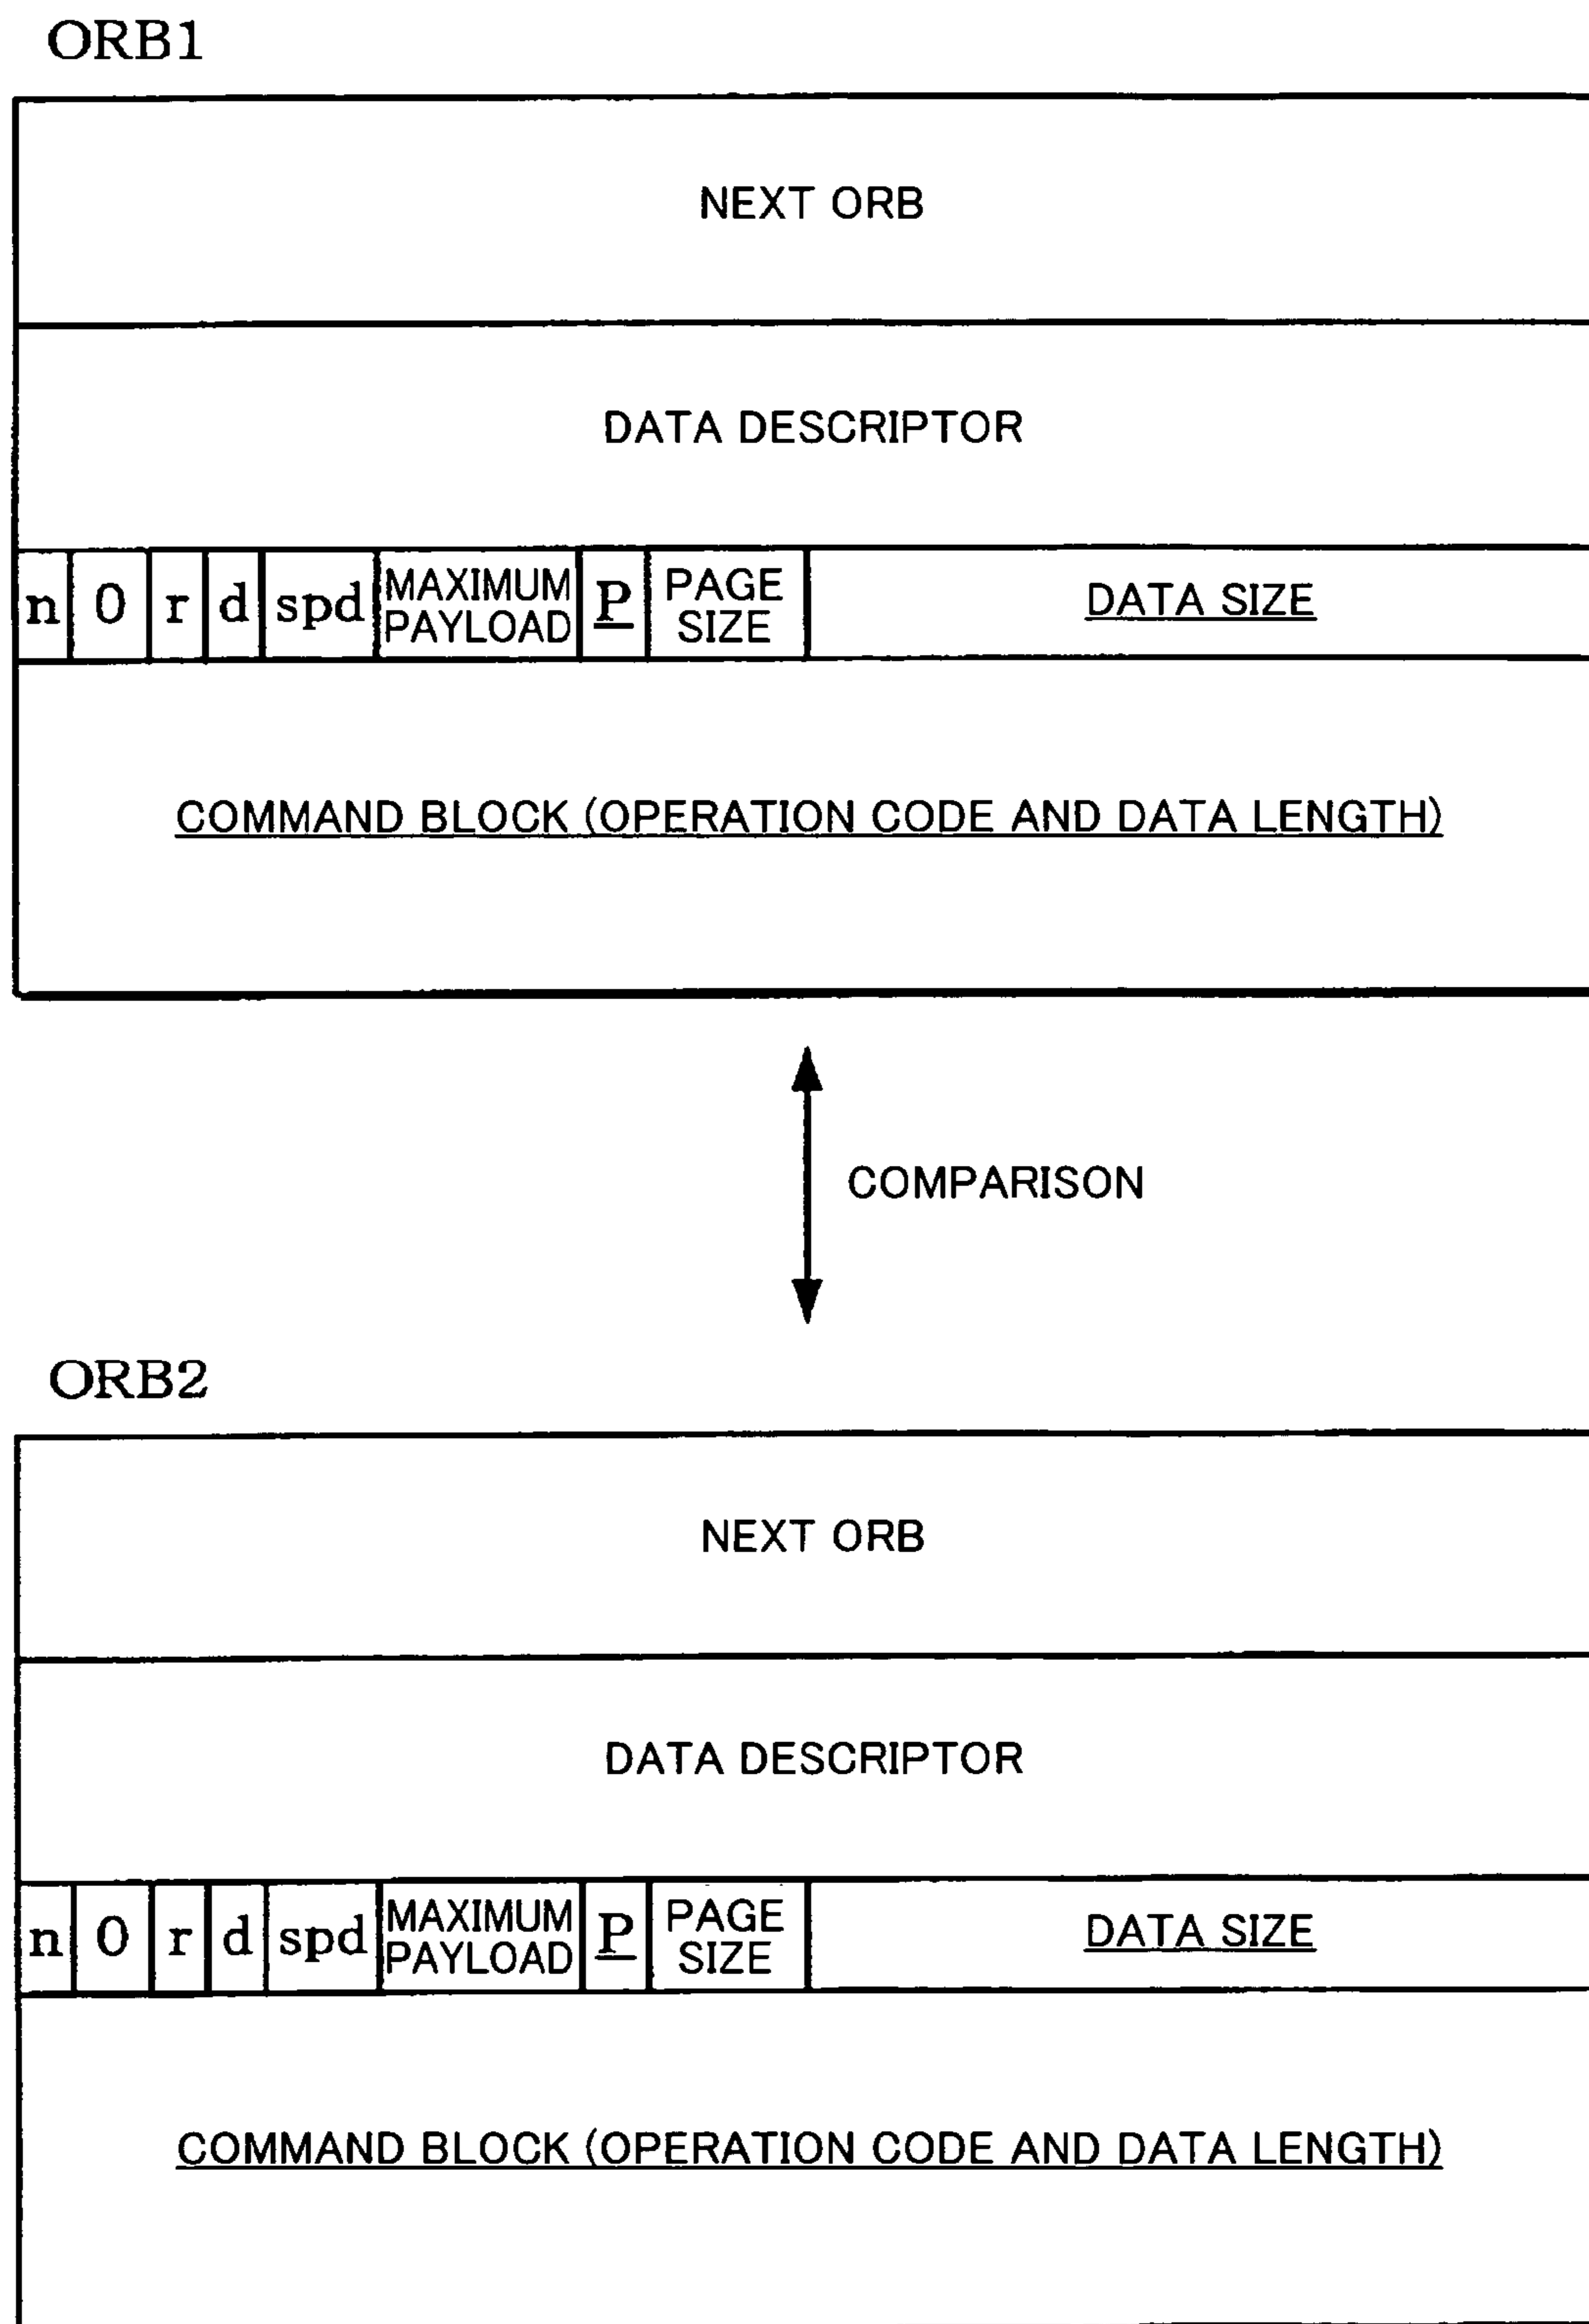 ORB1
NEXT ORB
DATA DESCRIPTOR
n 0 r d spd MAXIMUM PAYLOAD P PAGE SIZE DATA SIZE
COMMAND BLOCK (OPERATION CODE AND DATA LENGTH)
COMPARISON
ORB2
NEXT ORB
DATA DESCRIPTOR
n 0 r d spd MAXIMUM PAYLOAD P PAGE SIZE DATA SIZE
COMMAND BLOCK (OPERATION CODE AND DATA LENGTH)